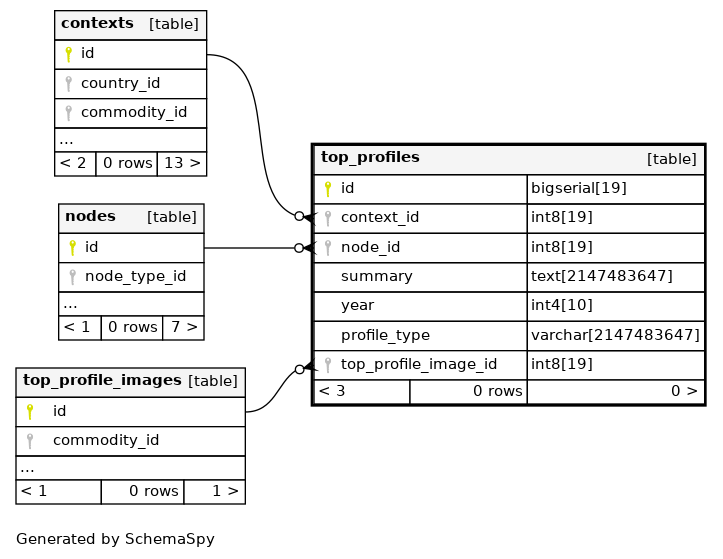 contexts [table]
id
country_id
commodity_id
...
< 2 0 rows 13 >
nodes [table]
id
node_type_id
...
< 1 0 rows 7 >
top_profile_images [table]
id
commodity_id
...
< 1 0 rows 1 >
top_profiles [table]
id bigserial[19]
context_id int8[19]
node_id int8[19]
summary text[2147483647]
year int4[10]
profile_type varchar[2147483647]
top_profile_image_id int8[19]
< 3 0 rows 0 >
Generated by SchemaSpy